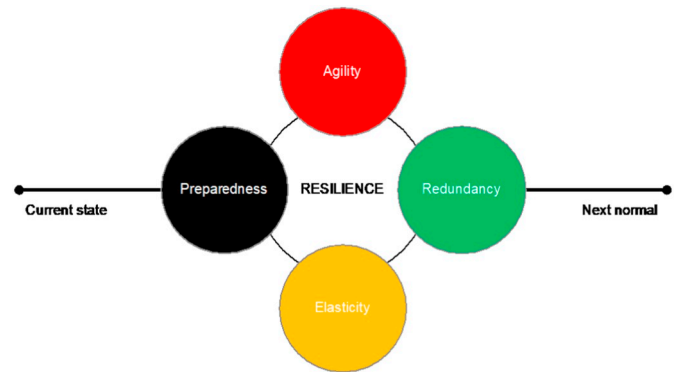 Agility
Preparedness
RESILIENCE
Redundancy
Current state
Next normal
Elasticity